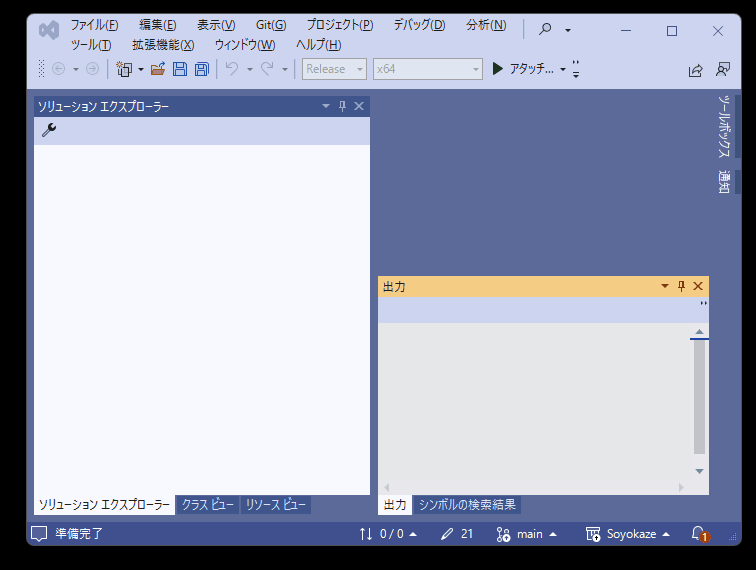 ファイル(F) 編集(E) 表示(V) Git(G) プロジェクト(P) デバッグ(D) 分析(N)
ツール(T) 拡張機能(X) ウィンドウ(W) ヘルプ(H)
Release x64 アタッチ...
ソリューション エクスプローラー
ツールボックス
通知
出力
ソリューション エクスプローラー クラス ビュー リソース ビュー
出力 シンボルの検索結果
準備完了 0 / 0 21 main Soyokaze 1